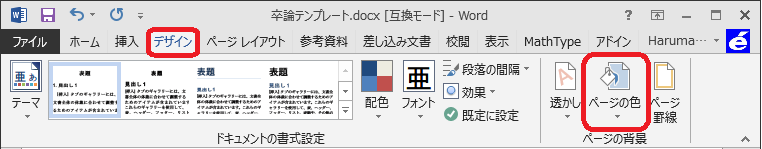 卒論テンプレート.docx [互換モード] - Word
ファイル ホーム 挿入 デザイン ページ レイアウト 参考資料 差し込み文書 校閲 表示 MathType アドイン Haruma... é
亜あ
テーマ
表題
見出し 1
表題
見出し 1
表題
見出し 1
表題
見出し 1
配色
亜
フォント
段落の間隔
効果
既定に設定
透かし
ページの色
ページ
罫線
ドキュメントの書式設定
ページの背景